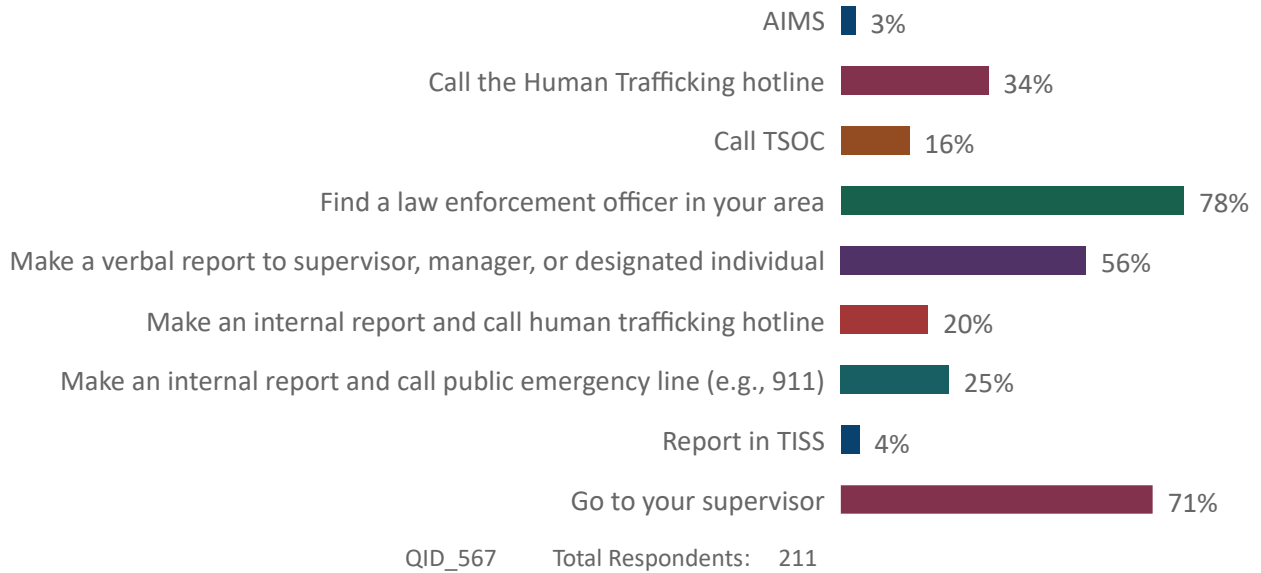 AIMS 3%
Call the Human Trafficking hotline 34%
Call TSOC 16%
Find a law enforcement officer in your area 78%
Make a verbal report to supervisor, manager, or designated individual 56%
Make an internal report and call human trafficking hotline 20%
Make an internal report and call public emergency line (e.g., 911) 25%
Report in TISS 4%
Go to your supervisor 71%
QID_567 Total Respondents: 211